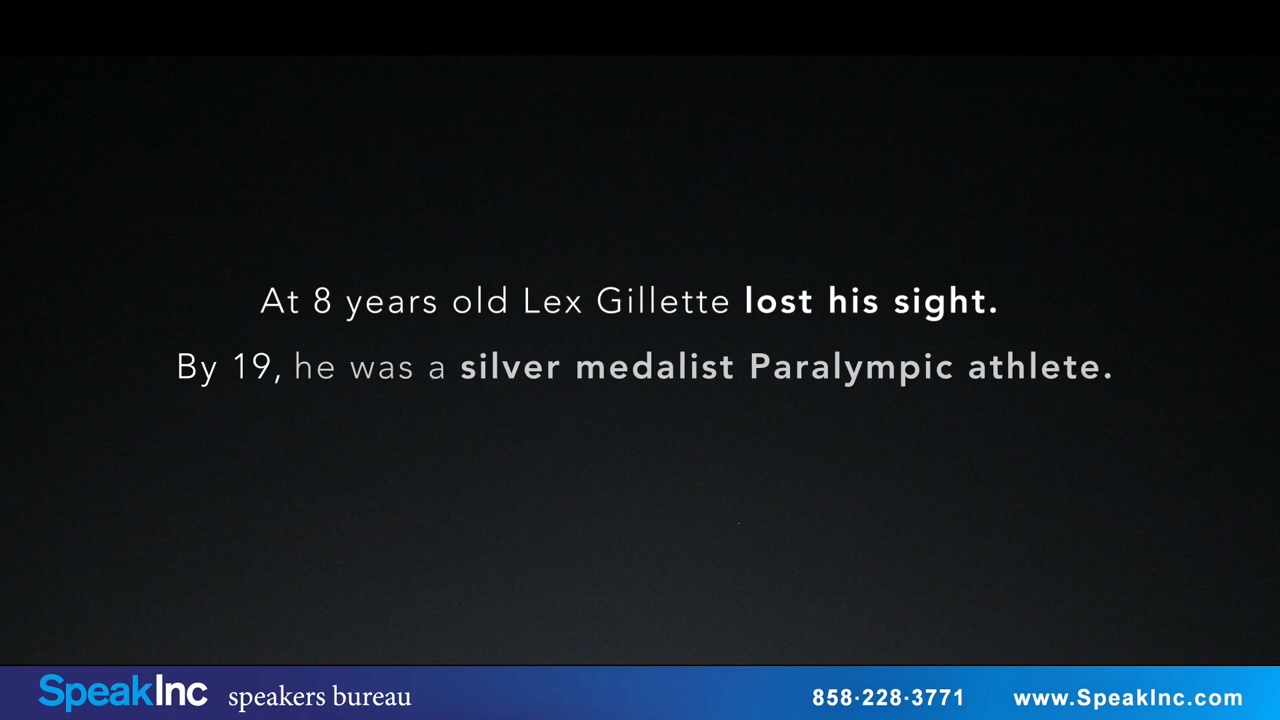 At 8 years old Lex Gillette lost his sight.
By 19, he was a silver medalist Paralympic athlete.
SpeakInc speakers bureau 858·228·3771 www.SpeakInc.com